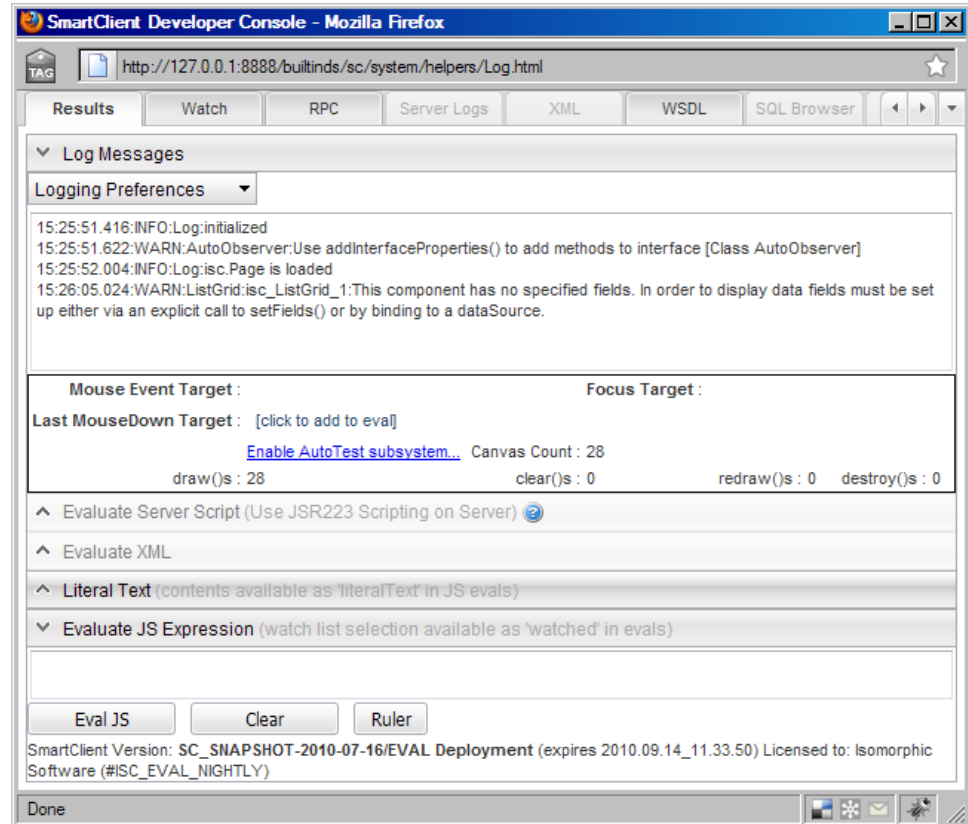 SmartClient Developer Console - Mozilla Firefox
TAG
http://127.0.0.1:8888/builtinds/sc/system/helpers/Log.html
Results Watch RPC Server Logs XML WSDL SQL Browser
Log Messages
Logging Preferences
15:25:51.416:INFO:Log:initialized
15:25:51.622:WARN:AutoObserver:Use addInterfaceProperties() to add methods to interface [Class AutoObserver]
15:25:52.004:INFO:Log:isc.Page is loaded
15:26:05.024:WARN:ListGrid:isc_ListGrid_1:This component has no specified fields. In order to display data fields must be set
up either via an explicit call to setFields() or by binding to a dataSource.
Mouse Event Target : Focus Target :
Last MouseDown Target : [click to add to eval]
Enable AutoTest subsystem... Canvas Count : 28
draw()s : 28 clear()s : 0 redraw()s : 0 destroy()s : 0
Evaluate Server Script (Use JSR223 Scripting on Server) ?
Evaluate XML
Literal Text (contents available as 'literalText' in JS evals)
Evaluate JS Expression (watch list selection available as 'watched' in evals)
Eval JS Clear Ruler
SmartClient Version: SC_SNAPSHOT-2010-07-16/EVAL Deployment (expires 2010.09.14_11.33.50) Licensed to: Isomorphic
Software (#ISC_EVAL_NIGHTLY)
Done